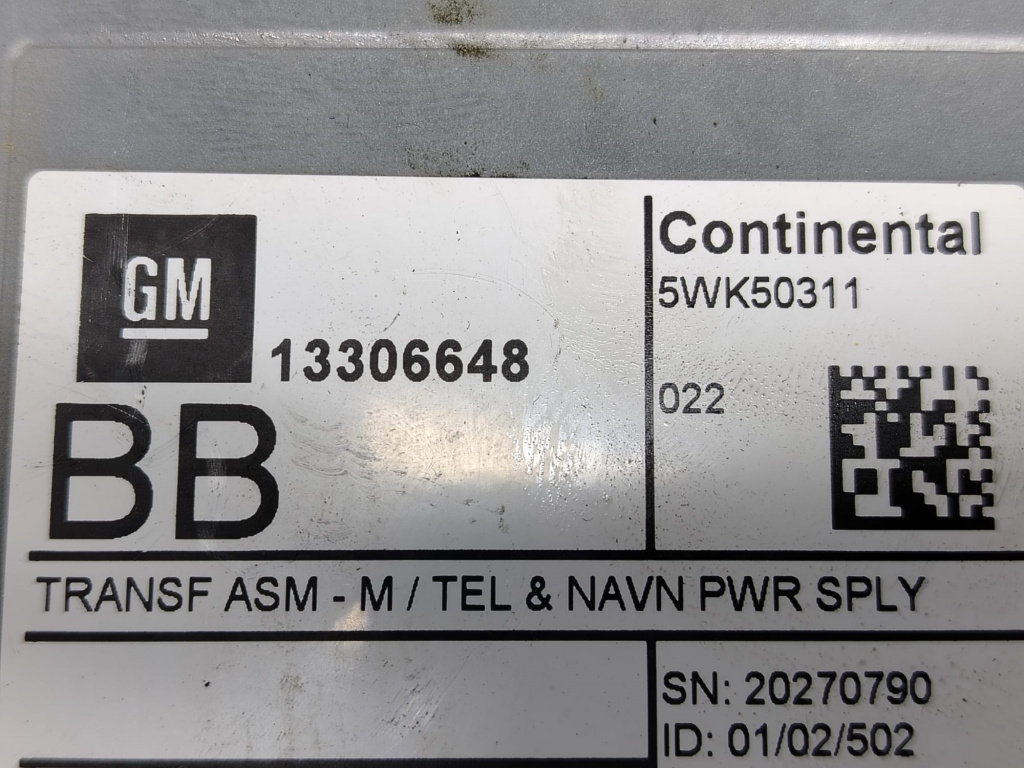 GM
13306648
BB
Continental
5WK50311
022
TRANSF ASM - M / TEL & NAVN PWR SPLY
SN: 20270790
ID: 01/02/502